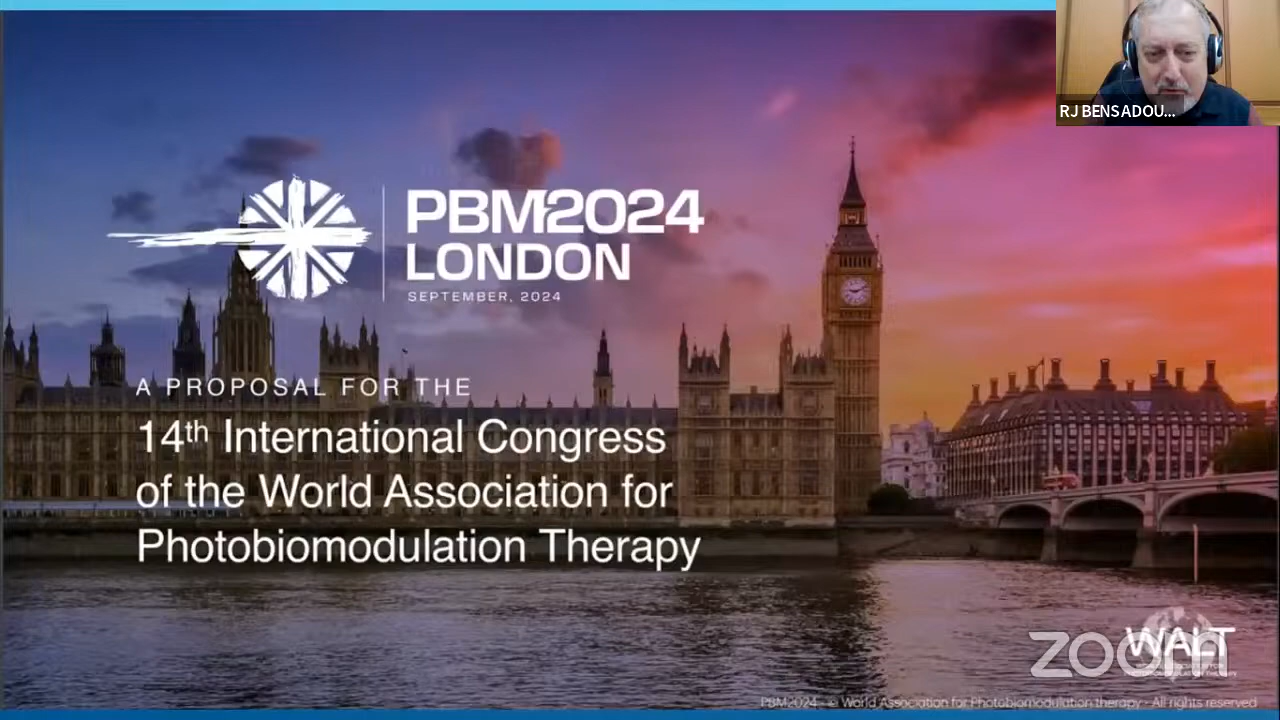 RJ BENSADOU...
PBM2024
LONDON
SEPTEMBER, 2024
A PROPOSAL FOR THE
14th International Congress
of the World Association for
Photobiomodulation Therapy
WALT
zoom
PBM2024 - © World Association for Photobiomodulation therapy - All rights reserved